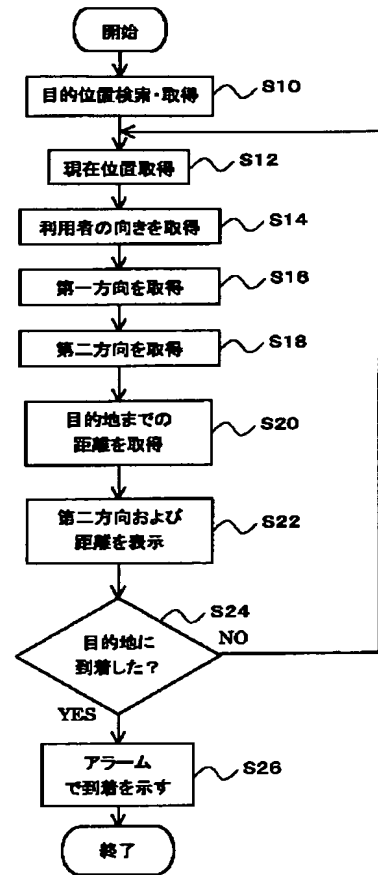 開始
目的位置検索・取得
S10
現在位置取得
S12
利用者の向きを取得
S14
第一方向を取得
S16
第二方向を取得
S18
目的地までの
距離を取得
S20
第二方向および
距離を表示
S22
目的地に
到着した？
S24
NO
YES
アラーム
で到着を示す
S26
終了